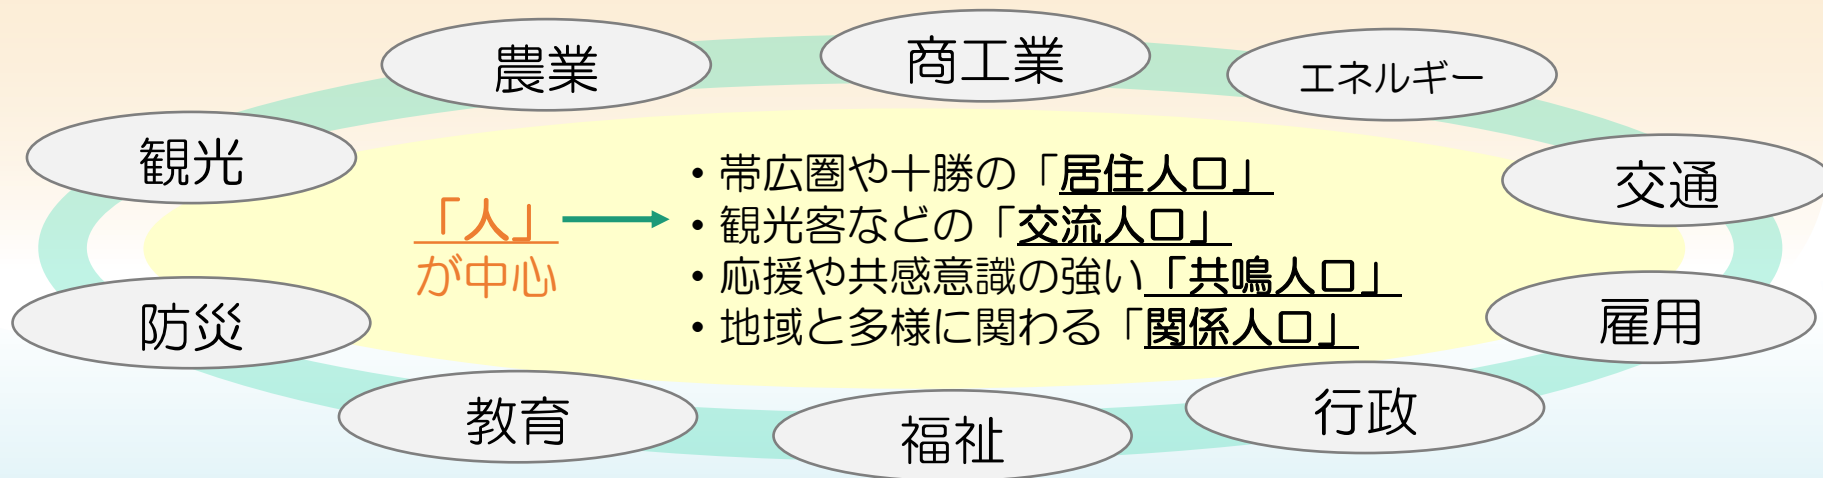 農業
商工業
エネルギー
観光
交通
「人」
が中心
・帯広圏や十勝の「居住人口」
・観光客などの「交流人口」
・応援や共感意識の強い「共鳴人口」
・地域と多様に関わる「関係人口」
防災
雇用
教育
福祉
行政